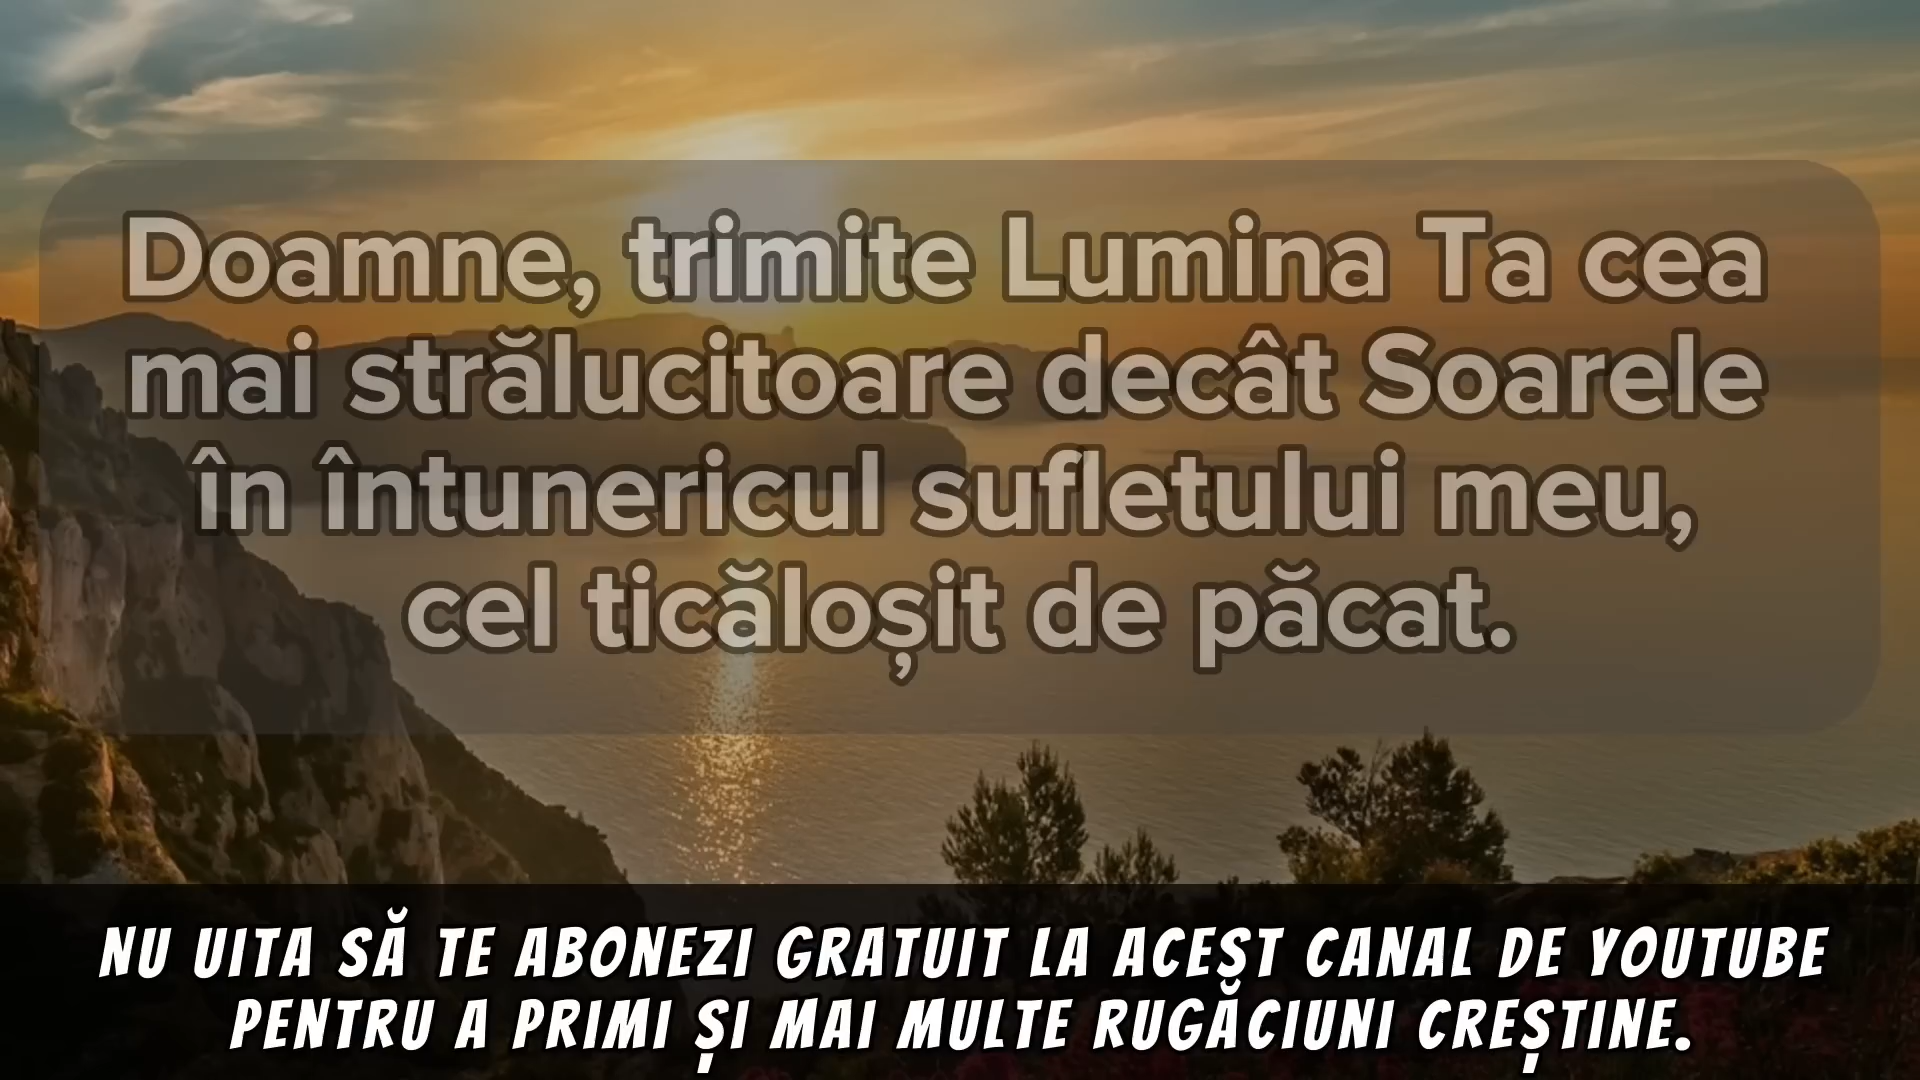 Doamne, trimite Lumina Ta cea
mai strălucitoare decât Soarele
în întunericul sufletului meu,
cel ticăloșit de păcat.
NU UITA SĂ TE ABONEZI GRATUIT LA ACEȘT CANAL DE YOUTUBE
PENTRU A PRIMI ȘI MAI MULTE RUGĂCIUNI CREȘTINE.